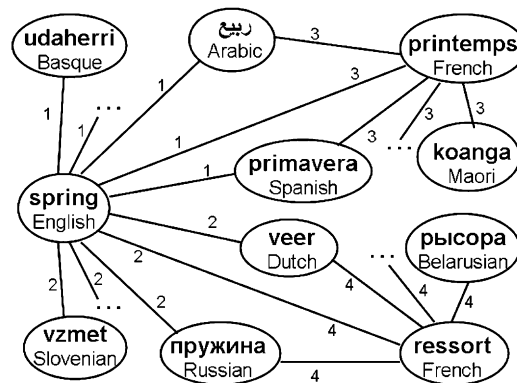 udaherri
Basque
ربيع
Arabic
printemps
French
koanga
Maori
primavera
Spanish
spring
English
veer
Dutch
рысора
Belarusian
vzmet
Slovenian
пружина
Russian
ressort
French
1
1
1
1
1
2
2
2
2
2
3
3
3
3
4
4
4
4
4
...
...
...
...